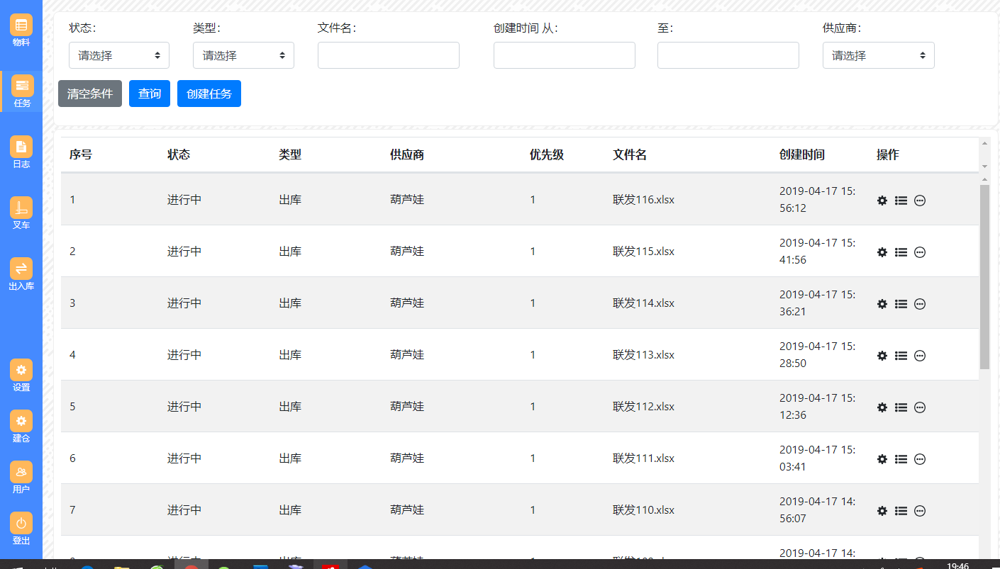 物料
任务
日志
叉车
出入库
设置
建仓
用户
登出
状态: 类型: 文件名: 创建时间 从: 至: 供应商:
请选择 请选择 请选择
清空条件 查询 创建任务
序号 状态 类型 供应商 优先级 文件名 创建时间 操作
1 进行中 出库 葫芦娃 1 联发116.xlsx 2019-04-17 15:
56:12
2 进行中 出库 葫芦娃 1 联发115.xlsx 2019-04-17 15:
41:56
3 进行中 出库 葫芦娃 1 联发114.xlsx 2019-04-17 15:
36:21
4 进行中 出库 葫芦娃 1 联发113.xlsx 2019-04-17 15:
28:50
5 进行中 出库 葫芦娃 1 联发112.xlsx 2019-04-17 15:
12:36
6 进行中 出库 葫芦娃 1 联发111.xlsx 2019-04-17 15:
03:41
7 进行中 出库 葫芦娃 1 联发110.xlsx 2019-04-17 14:
56:07
2019-04-17 14:
19:46